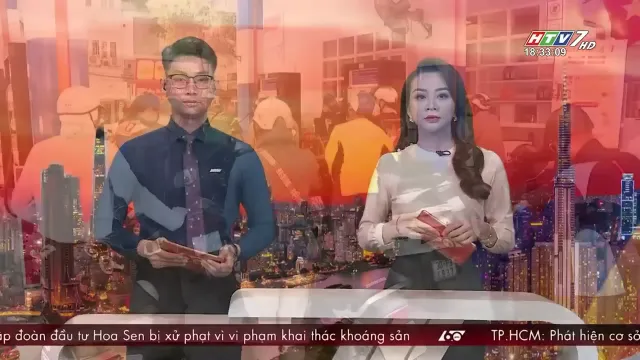 HTV7 HD
18:33:09
ập đoàn đầu tư Hoa Sen bị xử phạt vì vi phạm khai thác khoáng sản 60 TP.HCM: Phát hiện cơ sở